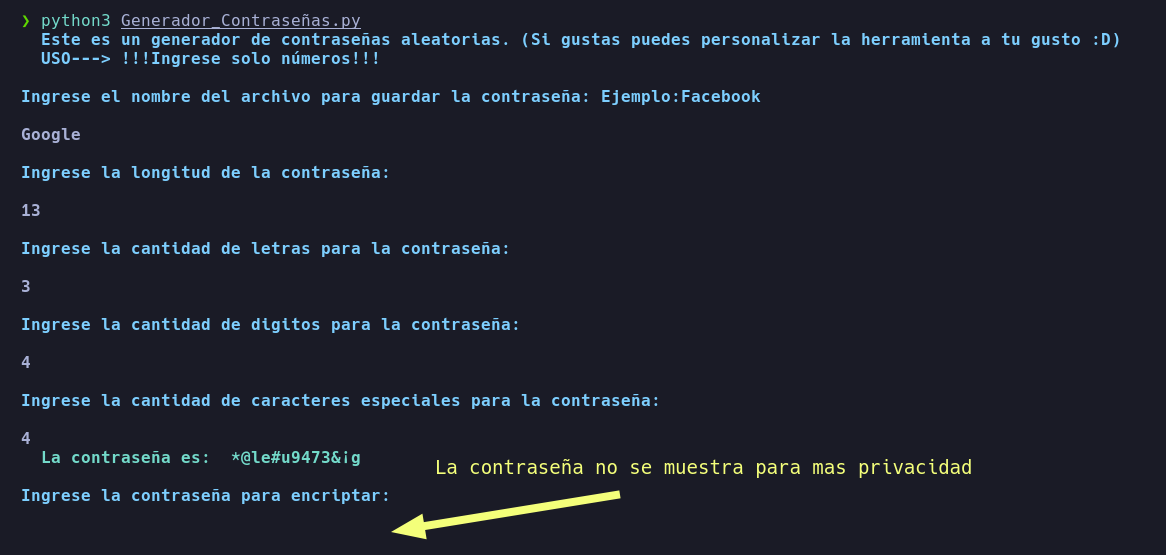 ❯ python3 Generador_Contraseñas.py
Este es un generador de contraseñas aleatorias. (Si gustas puedes personalizar la herramienta a tu gusto :D)
USO---> !!!Ingrese solo números!!!
Ingrese el nombre del archivo para guardar la contraseña: Ejemplo:Facebook
Google
Ingrese la longitud de la contraseña:
13
Ingrese la cantidad de letras para la contraseña:
3
Ingrese la cantidad de digitos para la contraseña:
4
Ingrese la cantidad de caracteres especiales para la contraseña:
4
La contraseña es:  *@le#u9473&¡g
La contraseña no se muestra para mas privacidad
Ingrese la contraseña para encriptar: